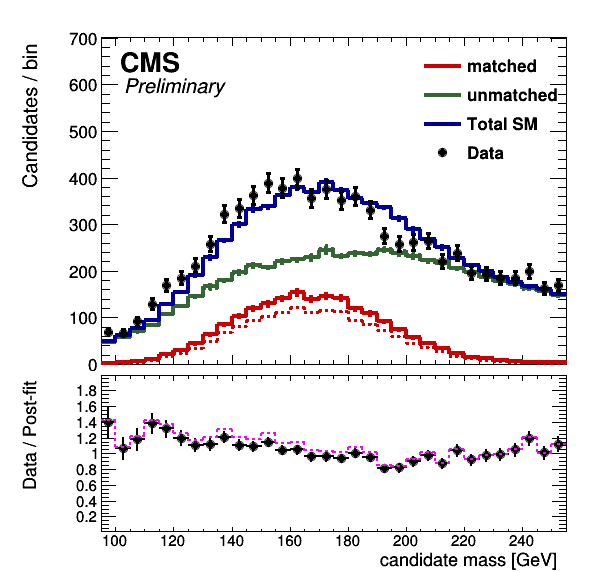 700
600
500
400
300
200
100
0
Candidates / bin
CMS
Preliminary
matched
unmatched
Total SM
Data
1.8
1.6
1.4
1.2
1
0.8
0.6
0.4
0.2
Data / Post-fit
100 120 140 160 180 200 220 240
candidate mass [GeV]